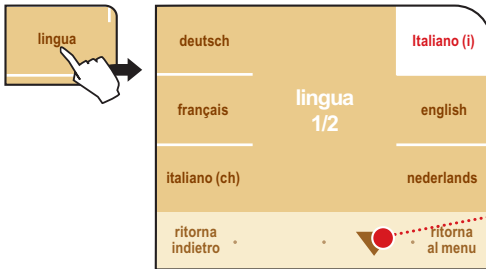 lingua
deutsch
Italiano (i)
lingua
1/2
français
english
italiano (ch)
nederlands
ritorna
indietro
ritorna
al menu